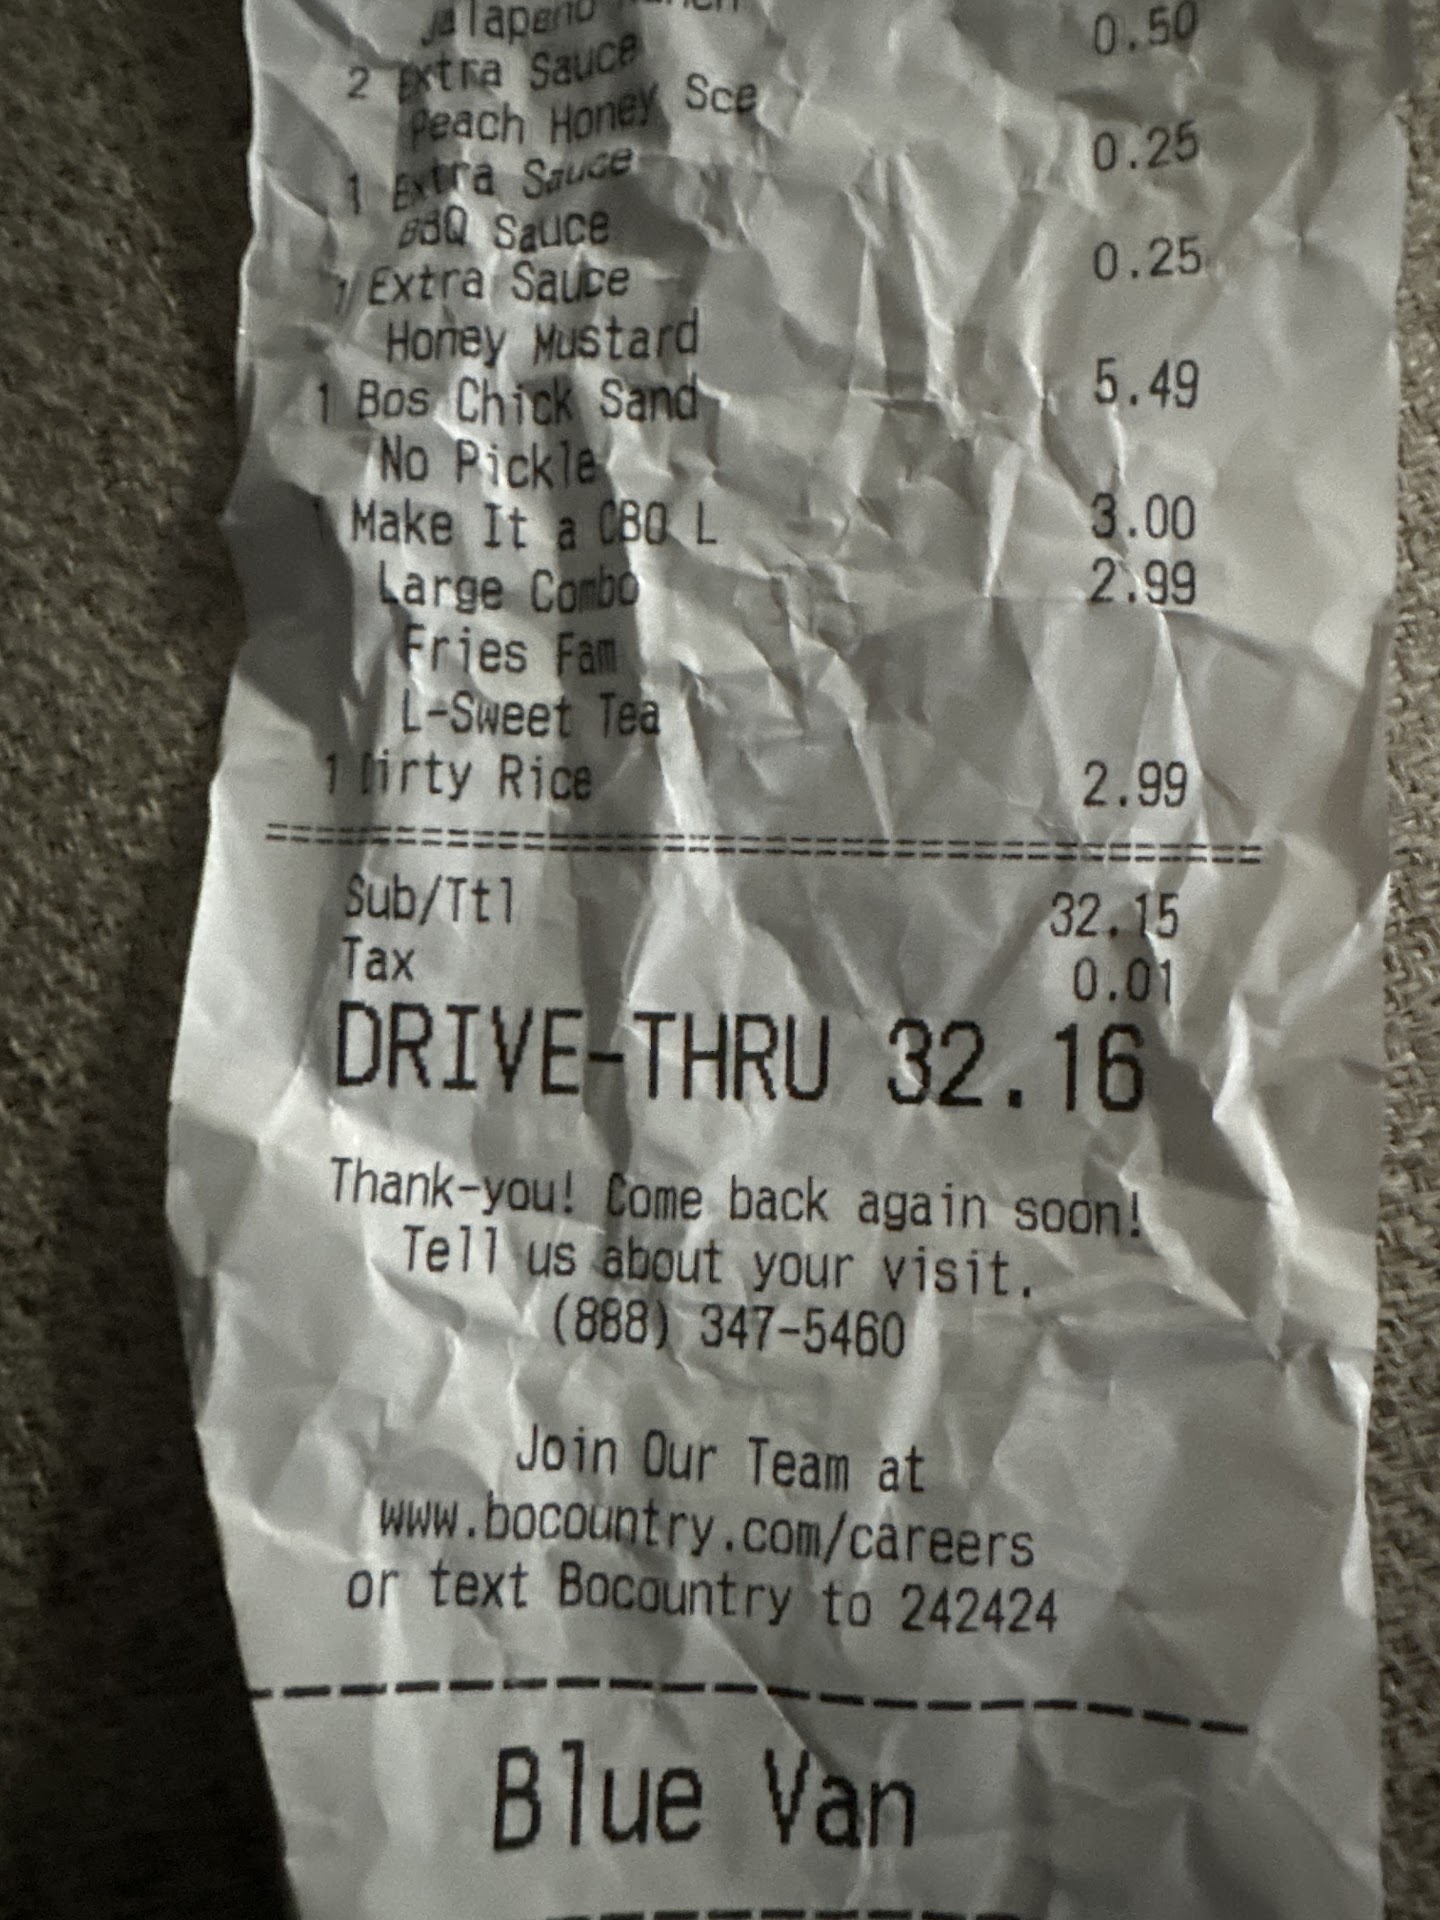 Jalapeno Ranch
2 Extra Sauce 0.50
Peach Honey Sce
1 Extra Sauce 0.25
BBQ Sauce
1 Extra Sauce 0.25
Honey Mustard
1 Bos Chick Sand 5.49
No Pickle
1 Make It a CBO L 3.00
Large Combo 2.99
Fries Fam
L-Sweet Tea
1 Dirty Rice 2.99
Sub/Ttl 32.15
Tax 0.01
DRIVE-THRU 32.16
Thank-you! Come back again soon!
Tell us about your visit.
(888) 347-5460
Join Our Team at
www.bocountry.com/careers
or text Bocountry to 242424
Blue Van